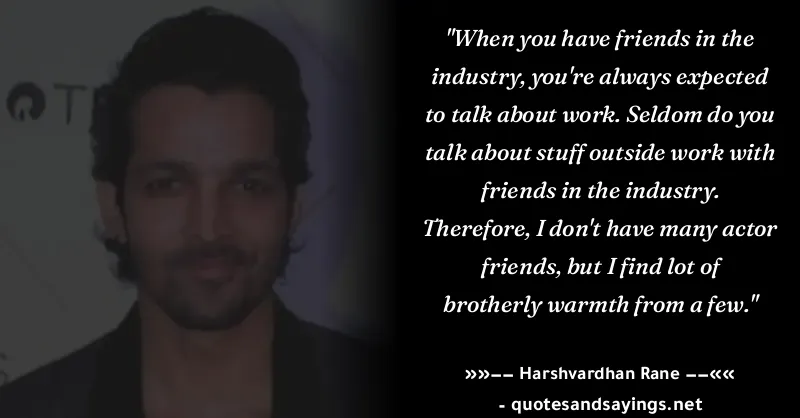 OT
"When you have friends in the
industry, you're always expected
to talk about work. Seldom do you
talk about stuff outside work with
friends in the industry.
Therefore, I don't have many actor
friends, but I find lot of
brotherly warmth from a few."
»»−− Harshvardhan Rane −−««
- quotesandsayings.net